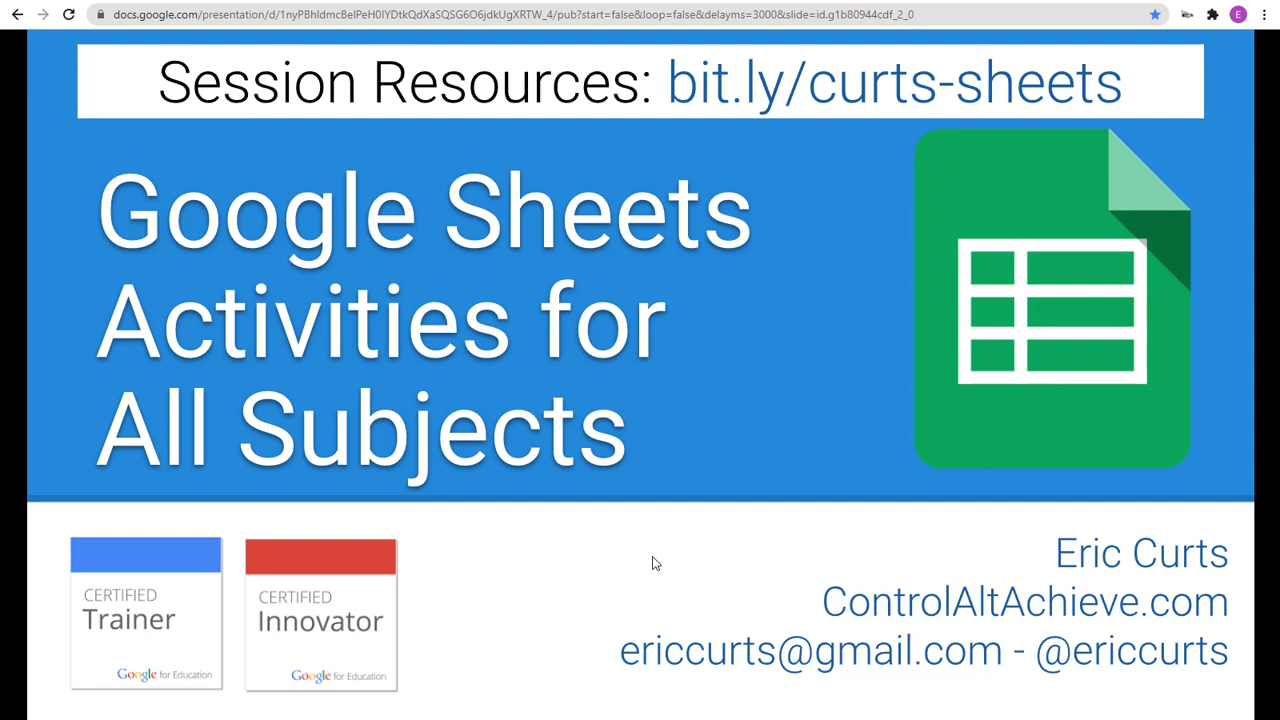 docs.google.com/presentation/d/1nyPBhIdmcBelPeH0IYDtkQdXaSQSG6O6jdkUgXRTW_4/pub?start=false&loop=false&delayms=3000&slide=id.g1b80944cdf_2_0
E
Session Resources: bit.ly/curts-sheets
Google Sheets
Activities for
All Subjects
CERTIFIED
Trainer
Google for Education
CERTIFIED
Innovator
Google for Education
Eric Curts
ControlAltAchieve.com
ericcurts@gmail.com - @ericcurts